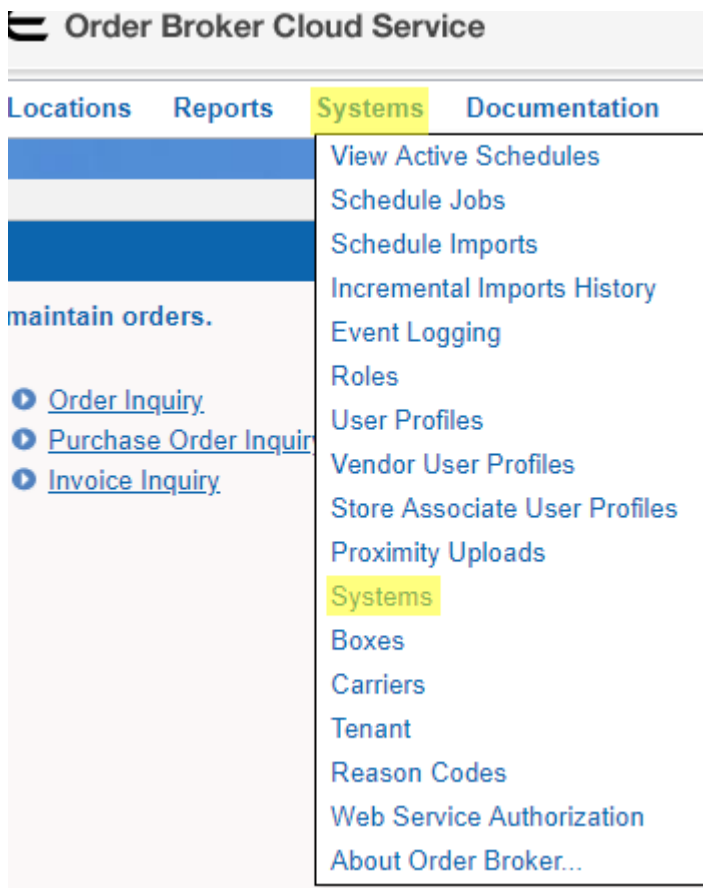 Order Broker Cloud Service
Locations Reports Systems Documentation
View Active Schedules
Schedule Jobs
Schedule Imports
Incremental Imports History
maintain orders.
Event Logging
Roles
Order Inquiry
User Profiles
Purchase Order Inquiry
Vendor User Profiles
Invoice Inquiry
Store Associate User Profiles
Proximity Uploads
Systems
Boxes
Carriers
Tenant
Reason Codes
Web Service Authorization
About Order Broker...